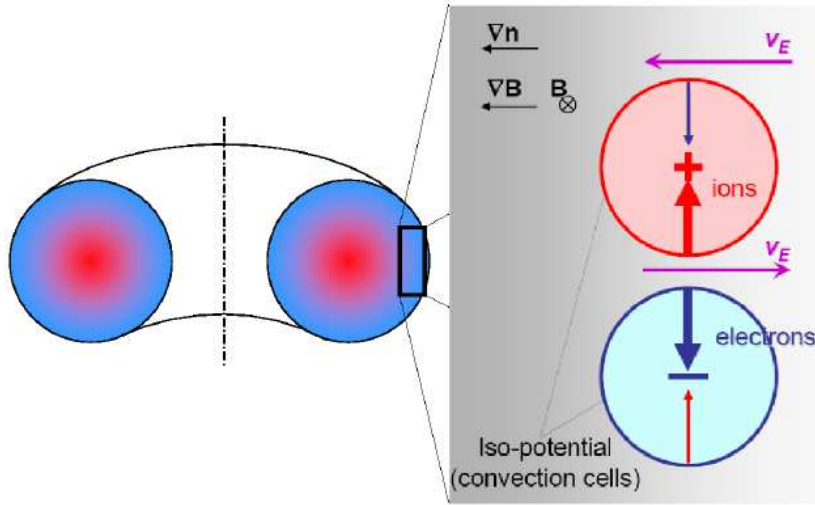 ∇n
v_E
∇B B
+
ions
v_E
electrons
−
Iso-potential
(convection cells)